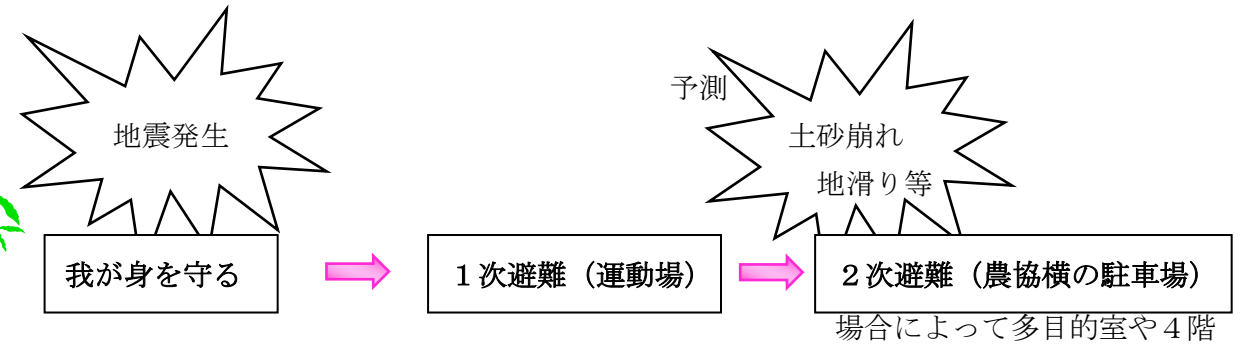 地震発生
我が身を守る
１次避難（運動場）
予測
土砂崩れ
地滑り等
２次避難（農協横の駐車場）
場合によって多目的室や４階